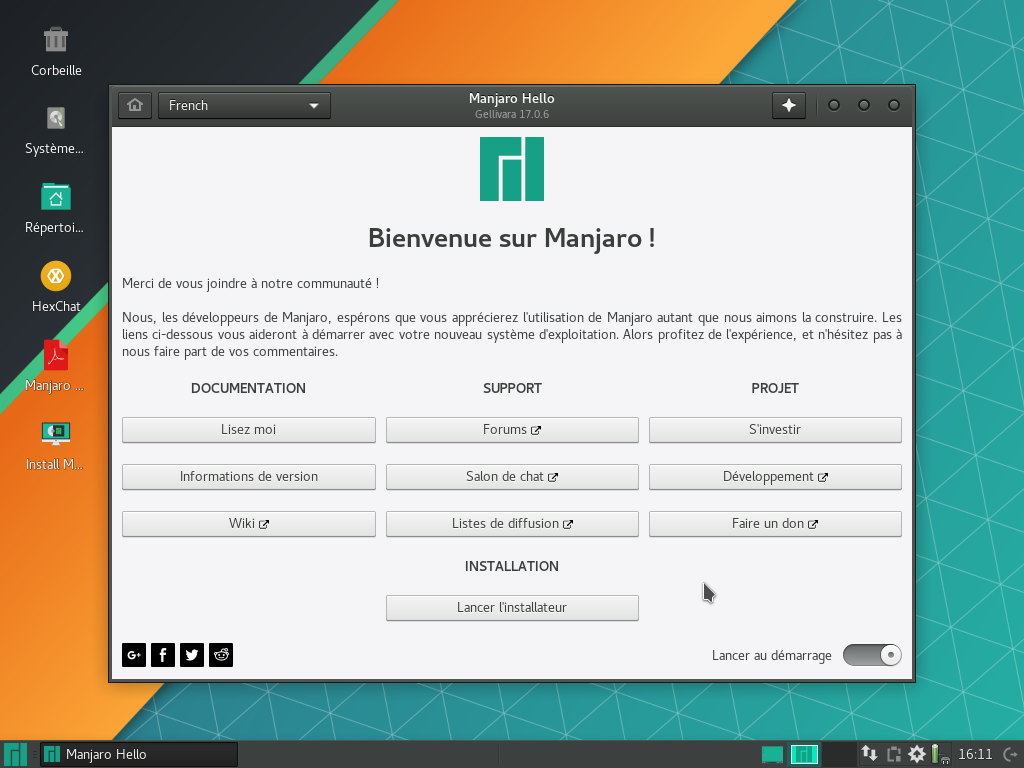 Corbeille
Système...
Répertoi...
HexChat
Manjaro ...
Install M...
French
Manjaro Hello
Gellivara 17.0.6
Bienvenue sur Manjaro !
Merci de vous joindre à notre communauté !
Nous, les développeurs de Manjaro, espérons que vous apprécierez l'utilisation de Manjaro autant que nous aimons la construire. Les
liens ci-dessous vous aideront à démarrer avec votre nouveau système d'exploitation. Alors profitez de l'expérience, et n'hésitez pas à
nous faire part de vos commentaires.
DOCUMENTATION SUPPORT PROJET
Lisez moi Forums S'investir
Informations de version Salon de chat Développement
Wiki Listes de diffusion Faire un don
INSTALLATION
Lancer l'installateur
G+ f Lancer au démarrage
Manjaro Hello 16:11